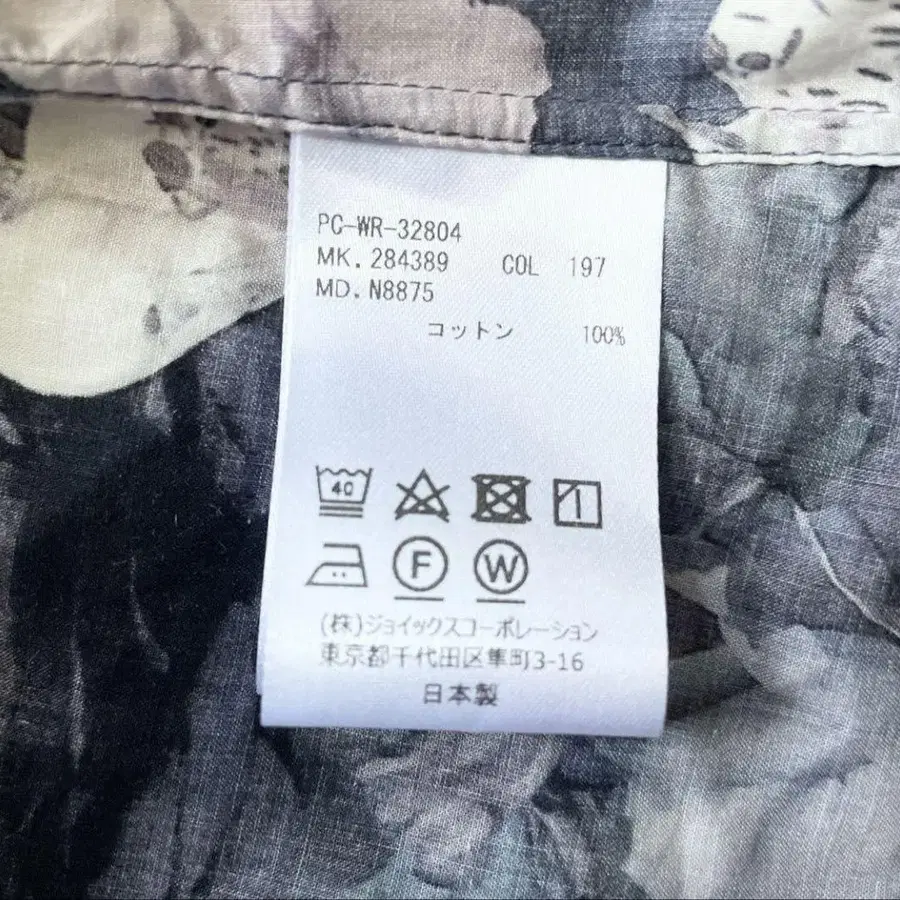 PC-WR-32804
MK.284389 COL 197
MD.N8875
コットン 100%
40
F W
(株)ジョイックスコーポレーション
東京都千代田区隼町3-16
日本製